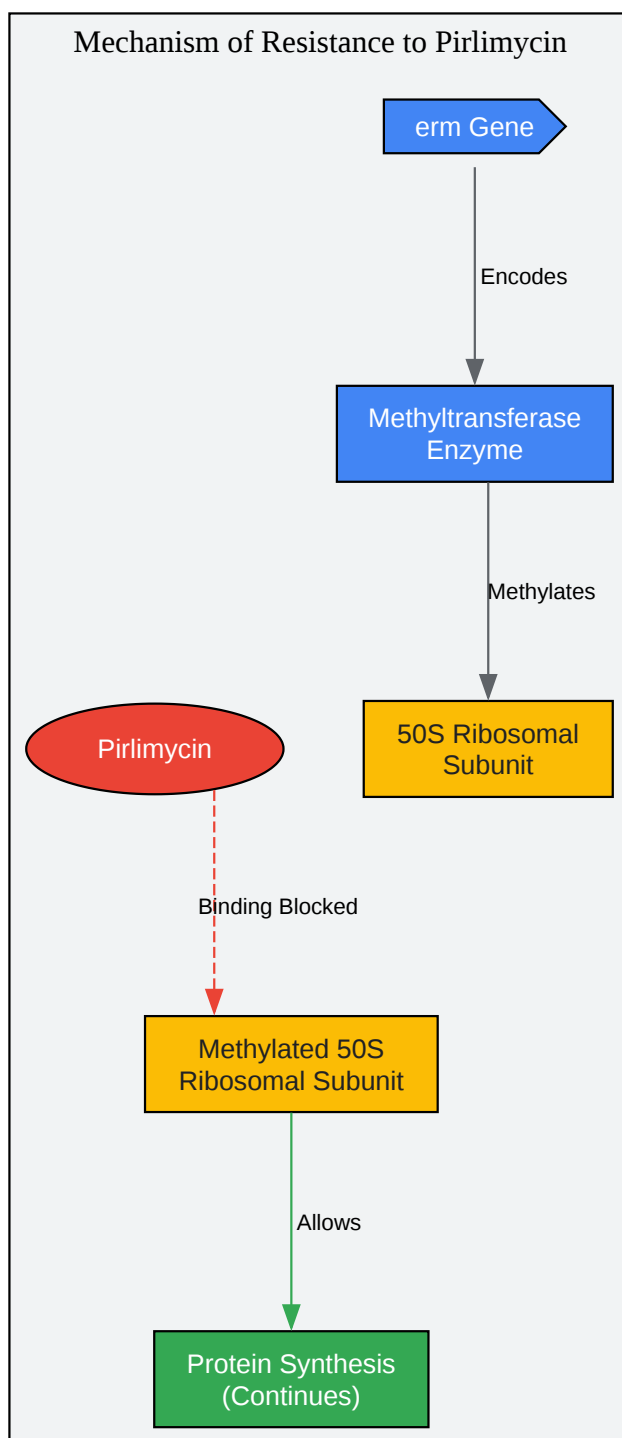 Mechanism of Resistance to Pirlimycin
erm Gene
Encodes
Methyltransferase
Enzyme
Methylates
50S Ribosomal
Subunit
Pirlimycin
Binding Blocked
Methylated 50S
Ribosomal Subunit
Allows
Protein Synthesis
(Continues)